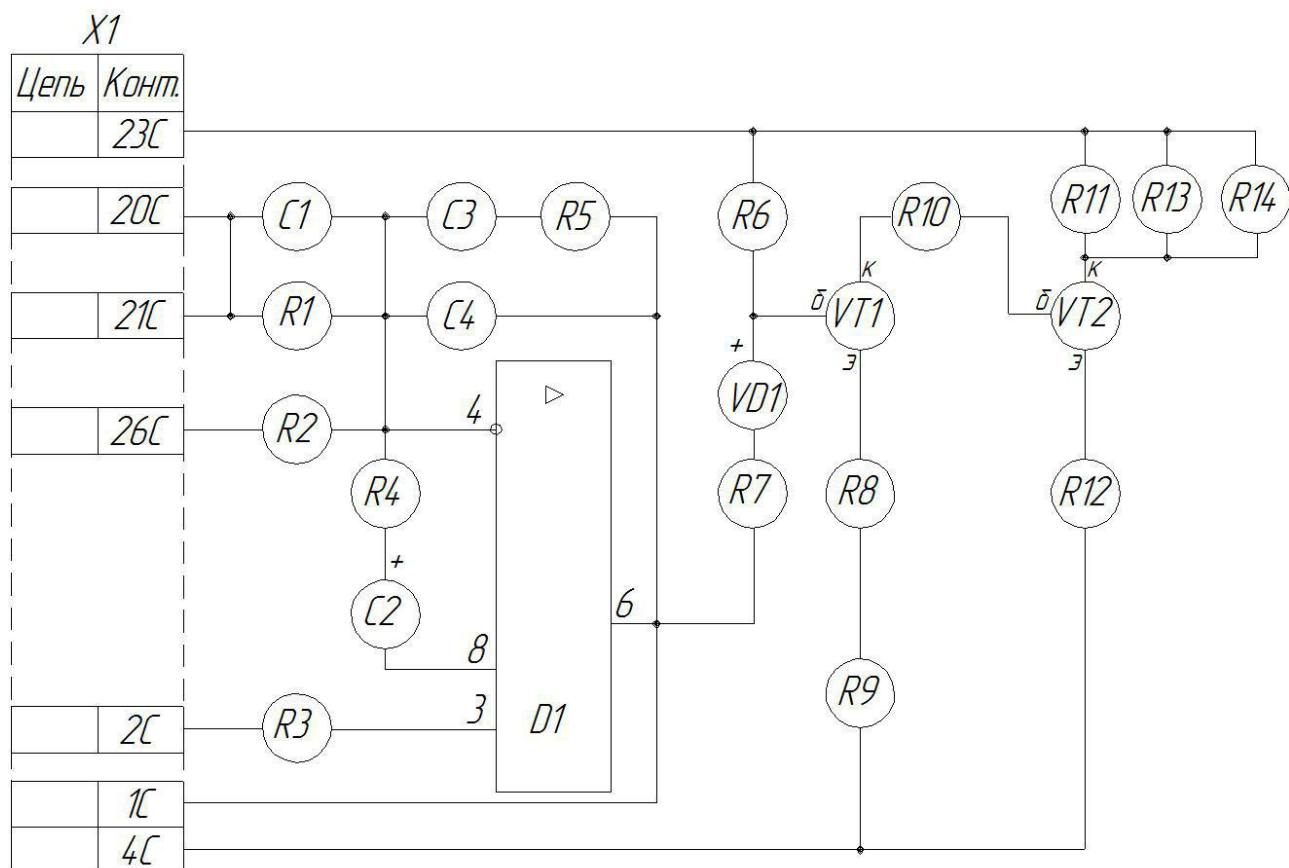 X1
Цепь Конт.
23С
20С С1 С3 R5 R6 R10 R11 R13 R14
к к
21С R1 С4 б VT1 б VT2
+ э э
VD1
26С R2 4
R4 R7 R8 R12
+
С2 6
8
R9
2С R3 3 D1
1С
4С